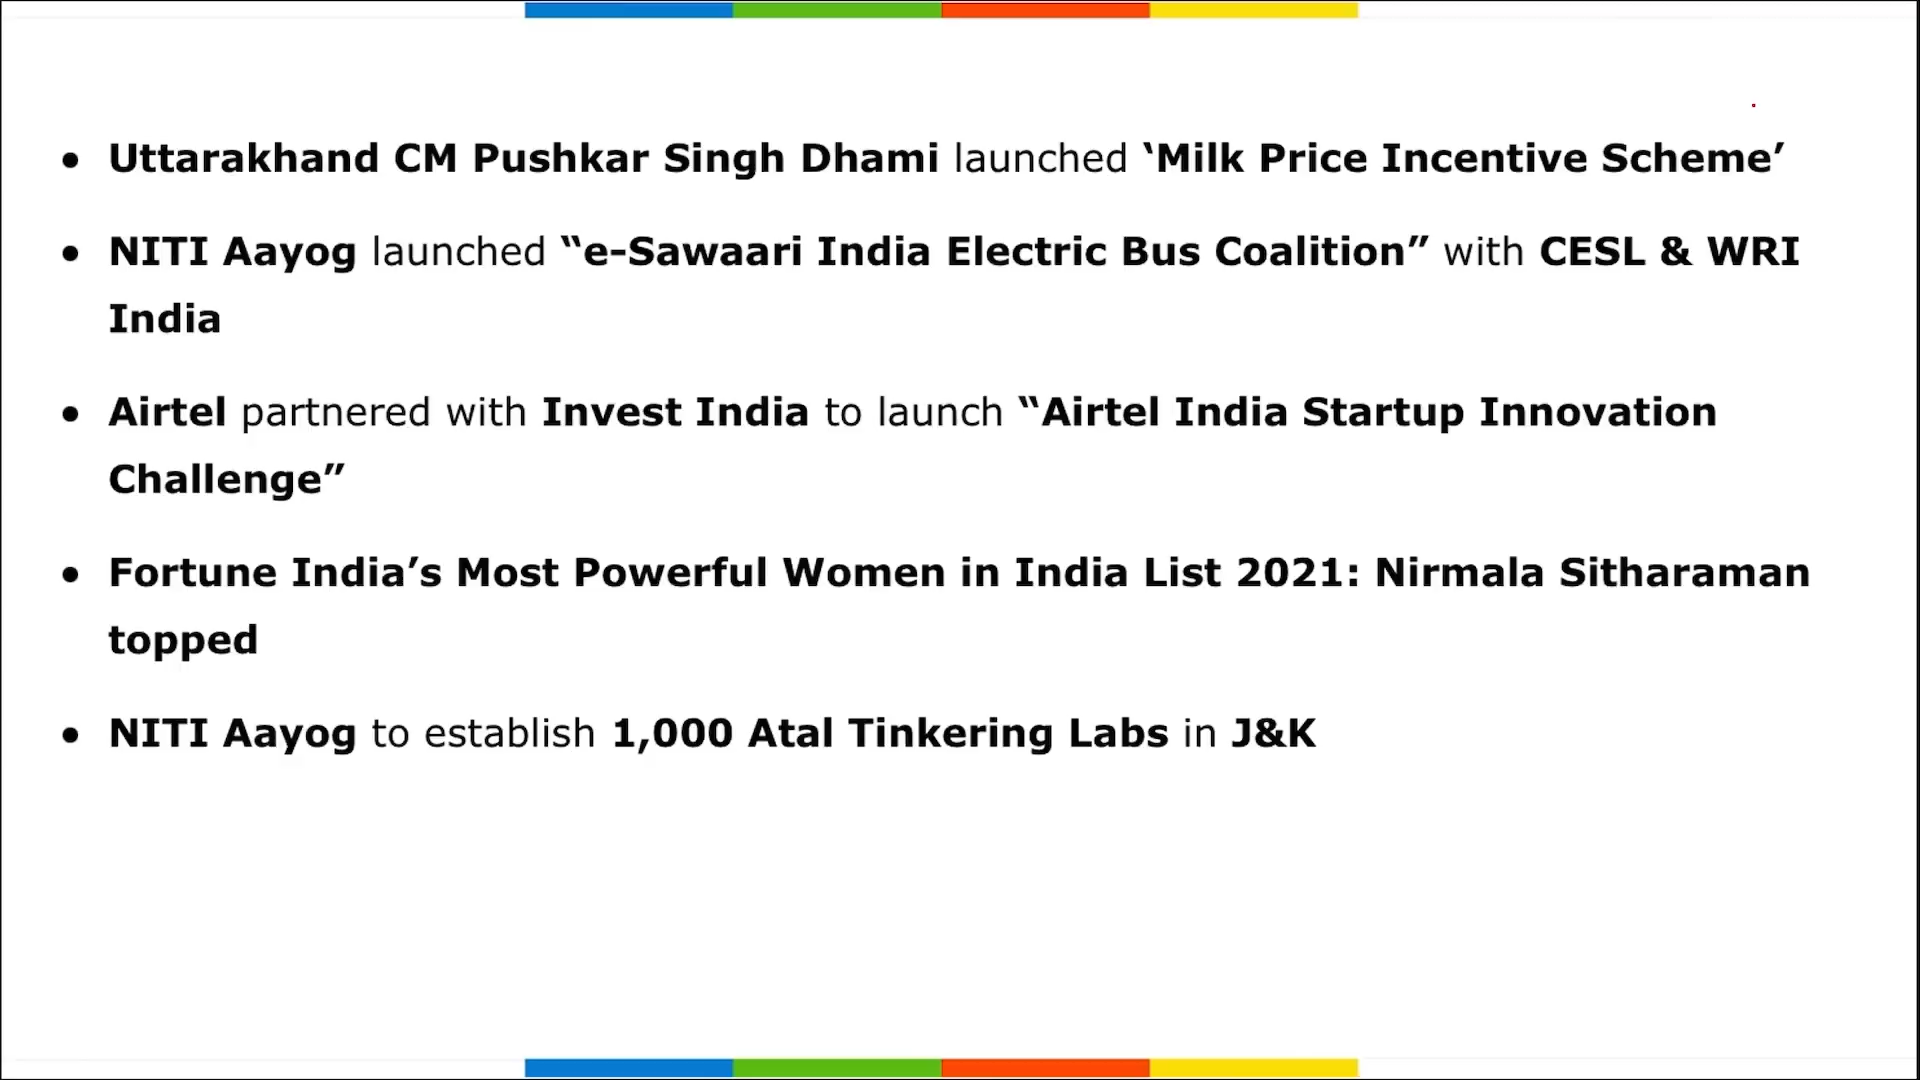 • Uttarakhand CM Pushkar Singh Dhami launched ‘Milk Price Incentive Scheme’
• NITI Aayog launched “e-Sawaari India Electric Bus Coalition” with CESL & WRI
India
• Airtel partnered with Invest India to launch “Airtel India Startup Innovation
Challenge”
• Fortune India’s Most Powerful Women in India List 2021: Nirmala Sitharaman
topped
• NITI Aayog to establish 1,000 Atal Tinkering Labs in J&K